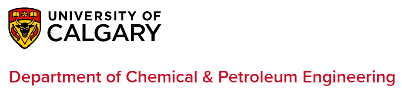 UNIVERSITY OF
CALGARY
Department of Chemical & Petroleum Engineering